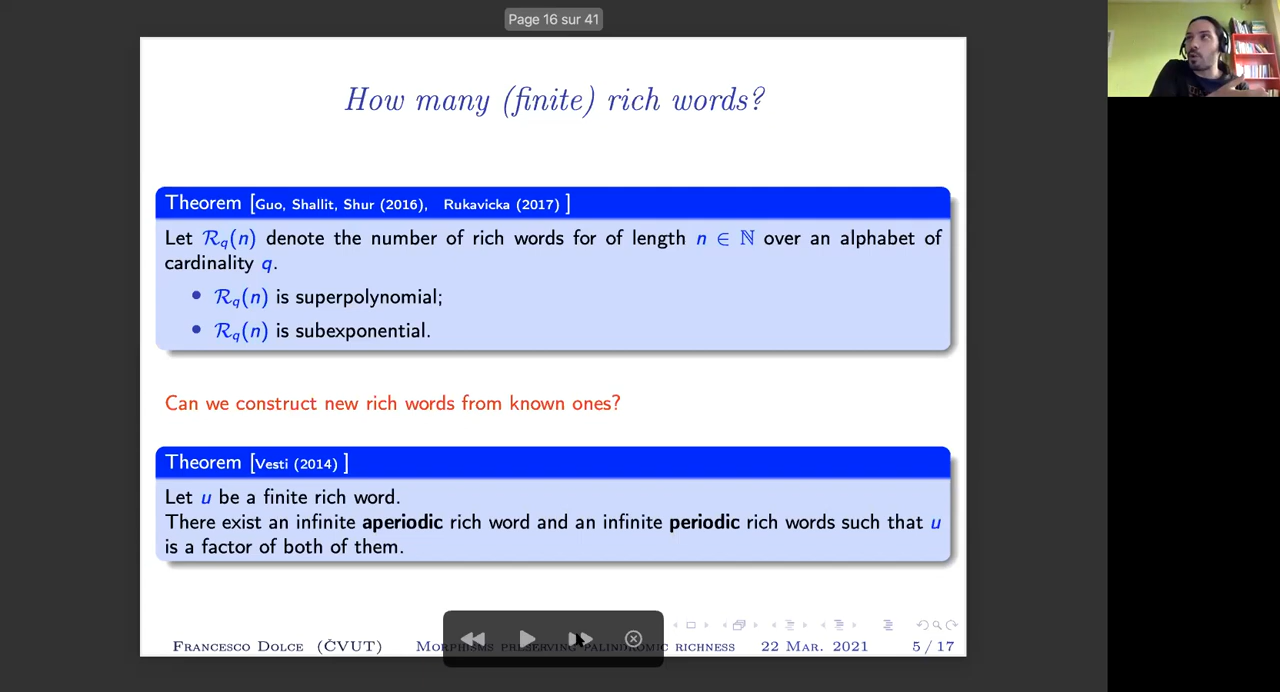 Page 16 sur 41
How many (finite) rich words?
Theorem [Guo, Shallit, Shur (2016), Rukavicka (2017) ]
Let ℛq(n) denote the number of rich words for of length n ∈ ℕ over an alphabet of
cardinality q.
• ℛq(n) is superpolynomial;
• ℛq(n) is subexponential.
Can we construct new rich words from known ones?
Theorem [Vesti (2014) ]
Let u be a finite rich word.
There exist an infinite aperiodic rich word and an infinite periodic rich words such that u
is a factor of both of them.
Francesco Dolce (ČVUT) Morphisms preserving palindromic richness 22 Mar. 2021 5 / 17